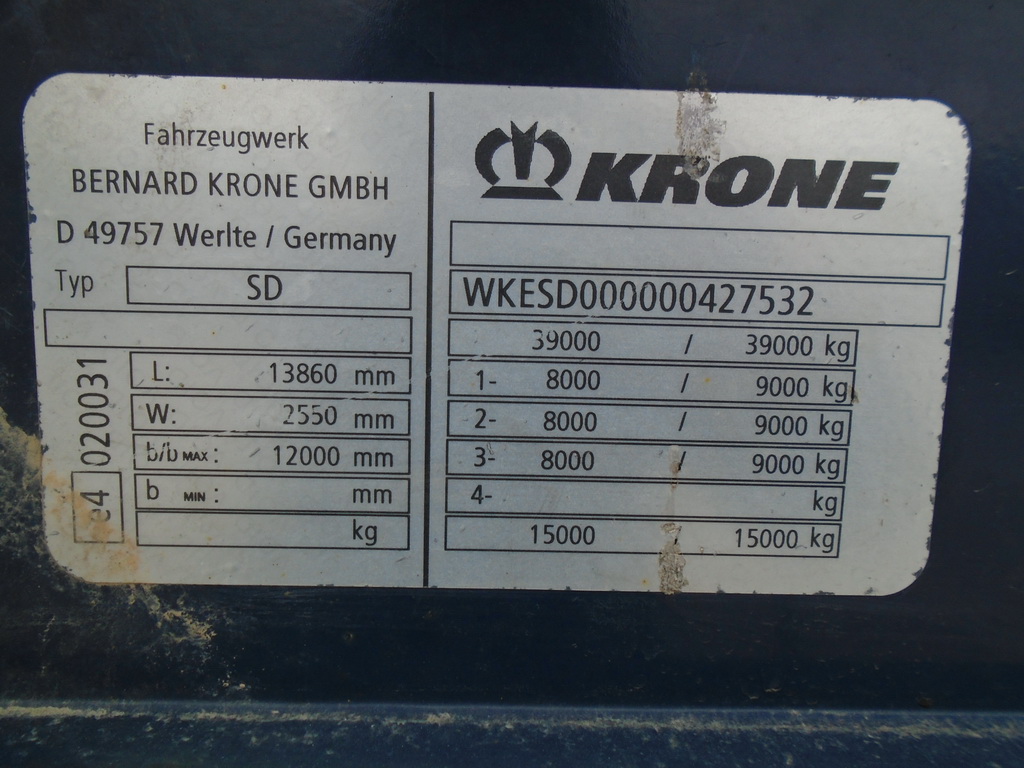 Fahrzeugwerk
BERNARD KRONE GMBH
D 49757 Werlte / Germany
Typ SD
L: 13860 mm
W: 2550 mm
b/b MAX : 12000 mm
b MIN : mm
kg
e4 020031
KRONE
WKESD000000427532
39000 / 39000 kg
1- 8000 / 9000 kg
2- 8000 / 9000 kg
3- 8000 / 9000 kg
4- kg
15000 15000 kg